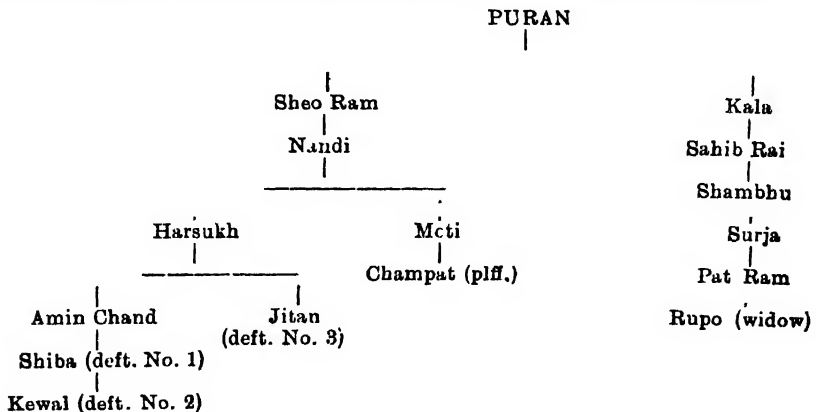 PURAN
Sheo Ram Kala
Nandi Sahib Rai
Shambhu
Harsukh Moti Surja
Champat (plff.) Pat Ram
Amin Chand Jitan Rupo (widow)
(deft. No. 3)
Shiba (deft. No. 1)
Kewal (deft. No. 2)